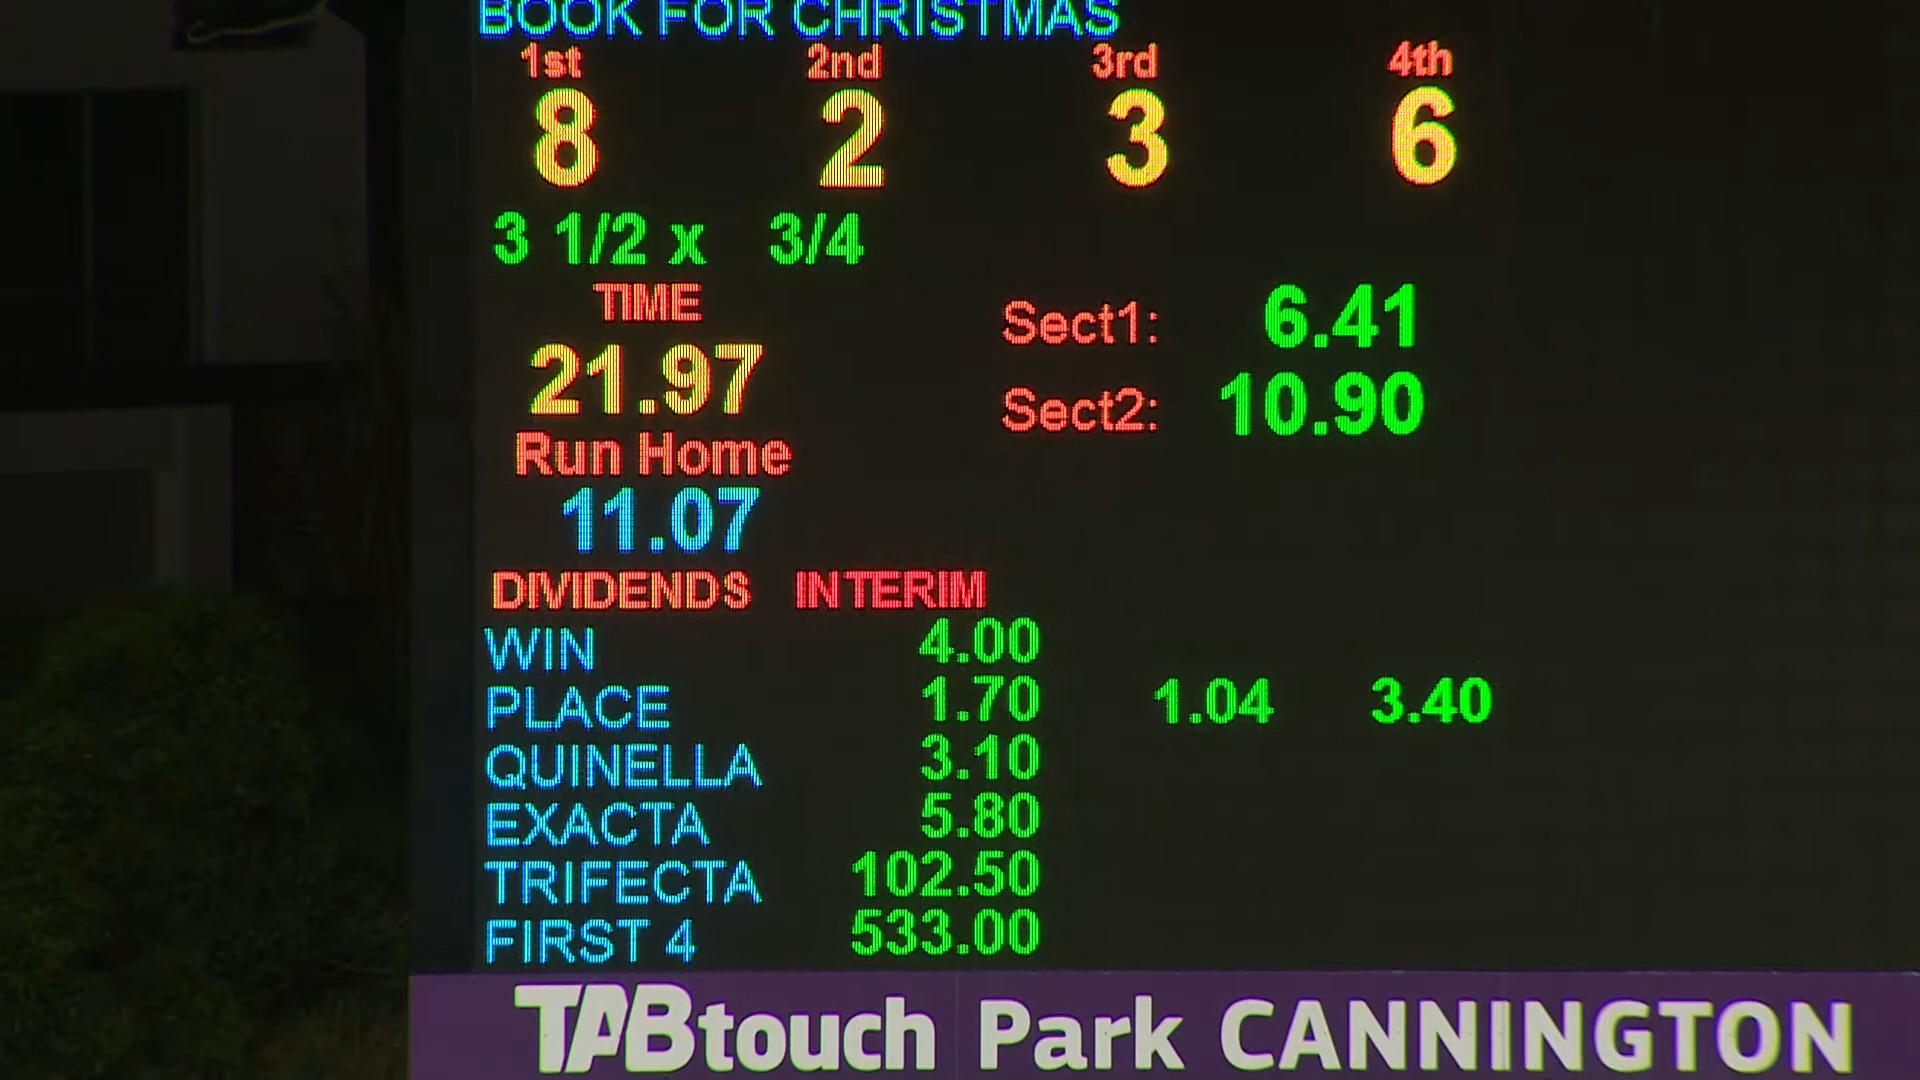 BOOK FOR CHRISTMAS
1st 2nd 3rd 4th
8 2 3 6
3 1/2 x 3/4
TIME
21.97
Sect1: 6.41
Sect2: 10.90
Run Home
11.07
DIVIDENDS INTERIM
WIN 4.00
PLACE 1.70 1.04 3.40
QUINELLA 3.10
EXACTA 5.80
TRIFECTA 102.50
FIRST 4 533.00
TABtouch Park CANNINGTON